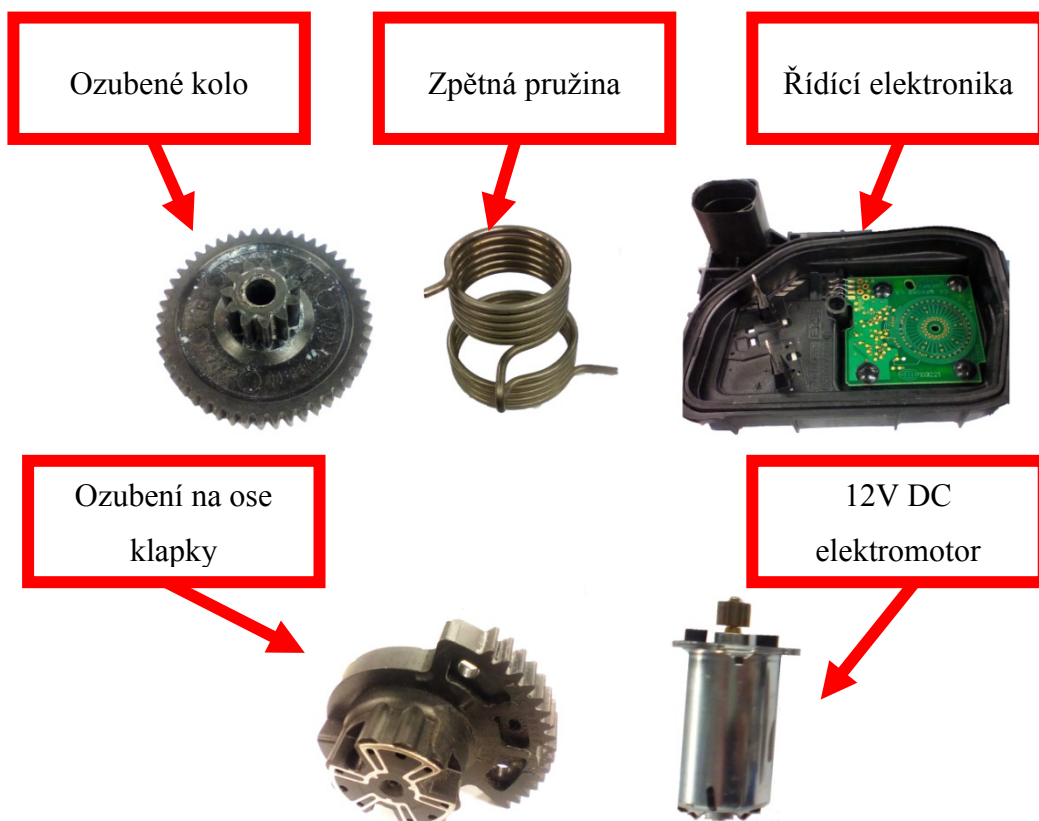 Ozubené kolo
Zpětná pružina
Řídící elektronika
Ozubení na ose
klapky
12V DC
elektromotor